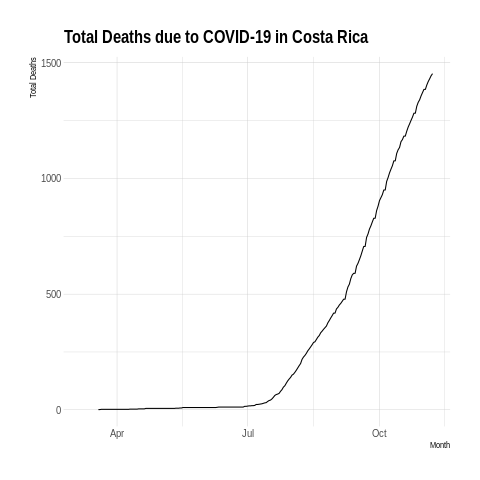 Total Deaths due to COVID-19 in Costa Rica
Total Deaths
1500
1000
500
0
Apr
Jul
Oct
Month